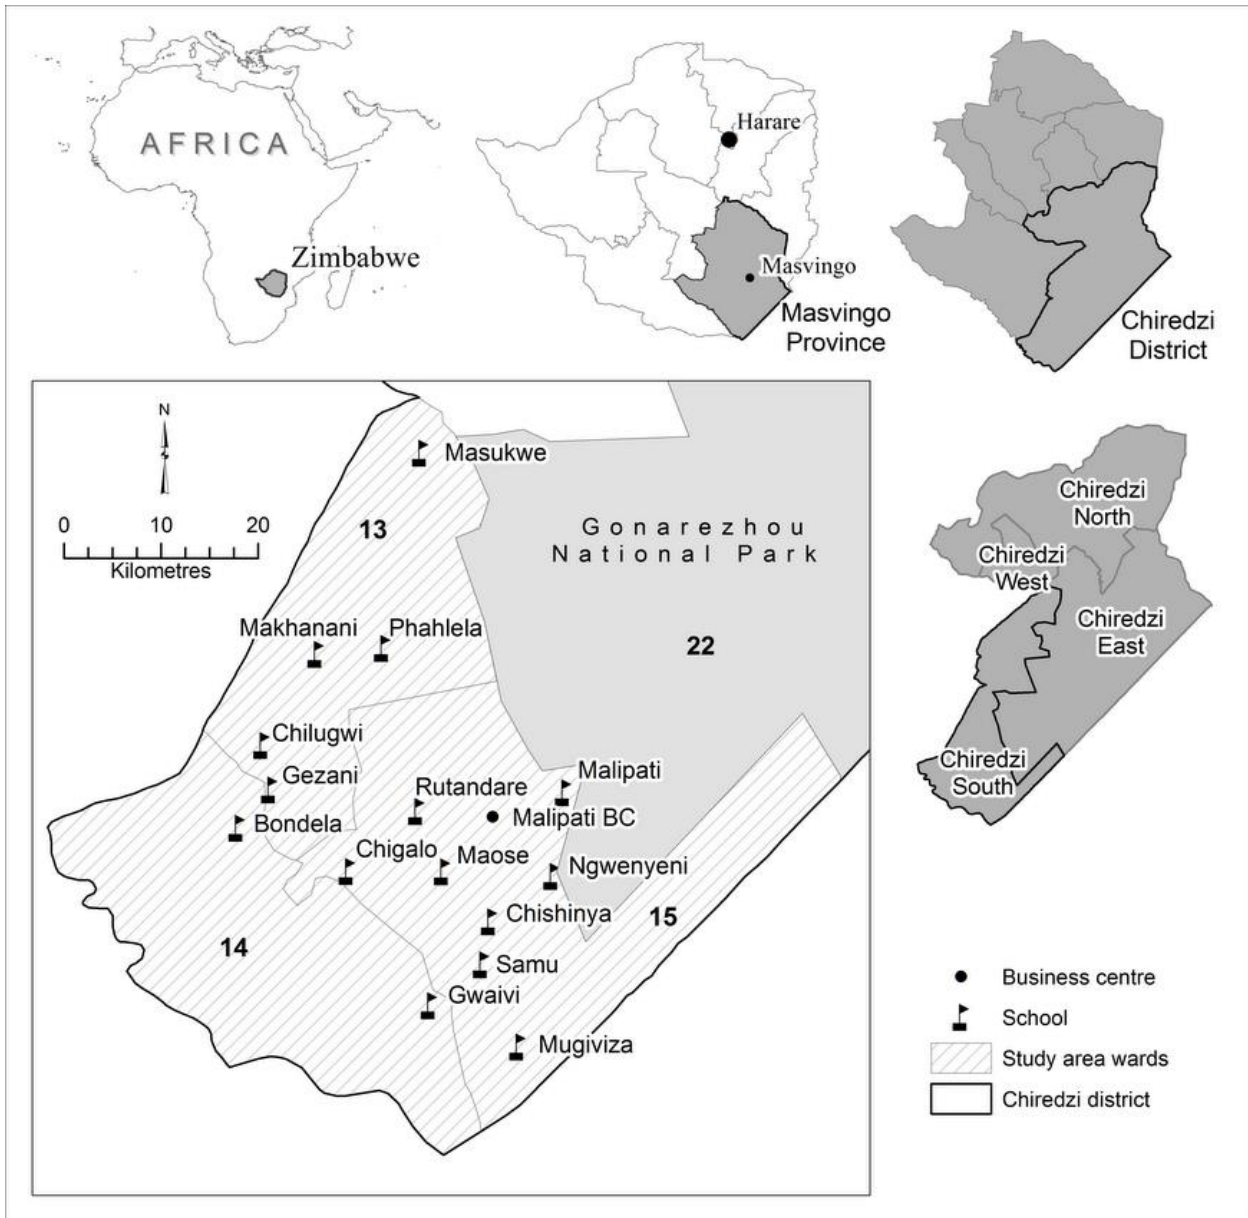 AFRICA
Zimbabwe
Harare
Masvingo
Masvingo
Province
Chiredzi
District
N
0 10 20
Kilometres
Masukwe
13
Gonarezhou
National Park
22
Makhanani
Phahlela
Chilugwi
Gezani
Bondela
Rutandare
Malipati
Malipati BC
Chigalo
Maose
Ngwenyeni
Chishinya
15
14
Samu
Gwaivi
Mugiviza
Chiredzi
North
Chiredzi
West
Chiredzi
East
Chiredzi
South
Business centre
School
Study area wards
Chiredzi district